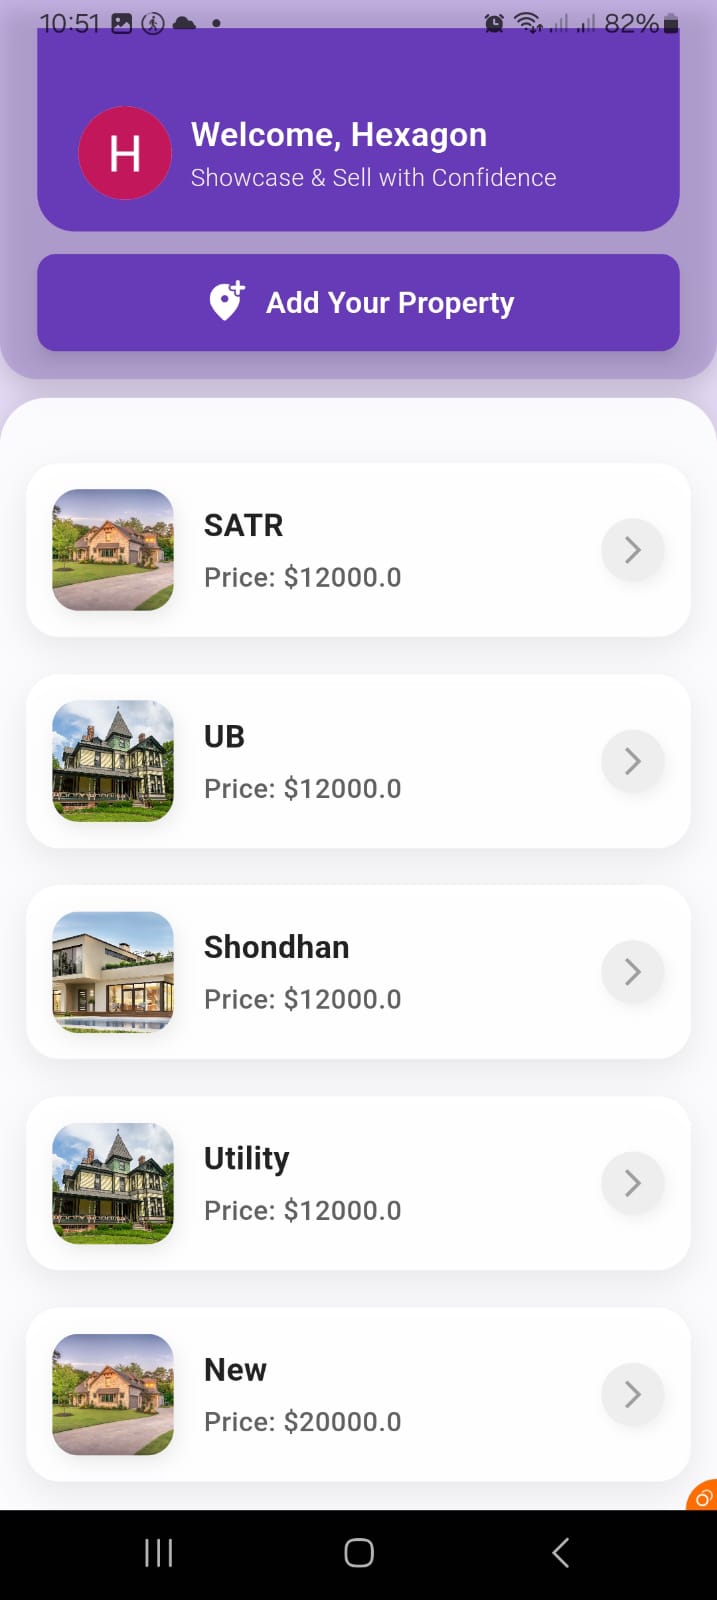 10:51
82%
H
Welcome, Hexagon
Showcase & Sell with Confidence
Add Your Property
SATR
Price: $12000.0
UB
Price: $12000.0
Shondhan
Price: $12000.0
Utility
Price: $12000.0
New
Price: $20000.0